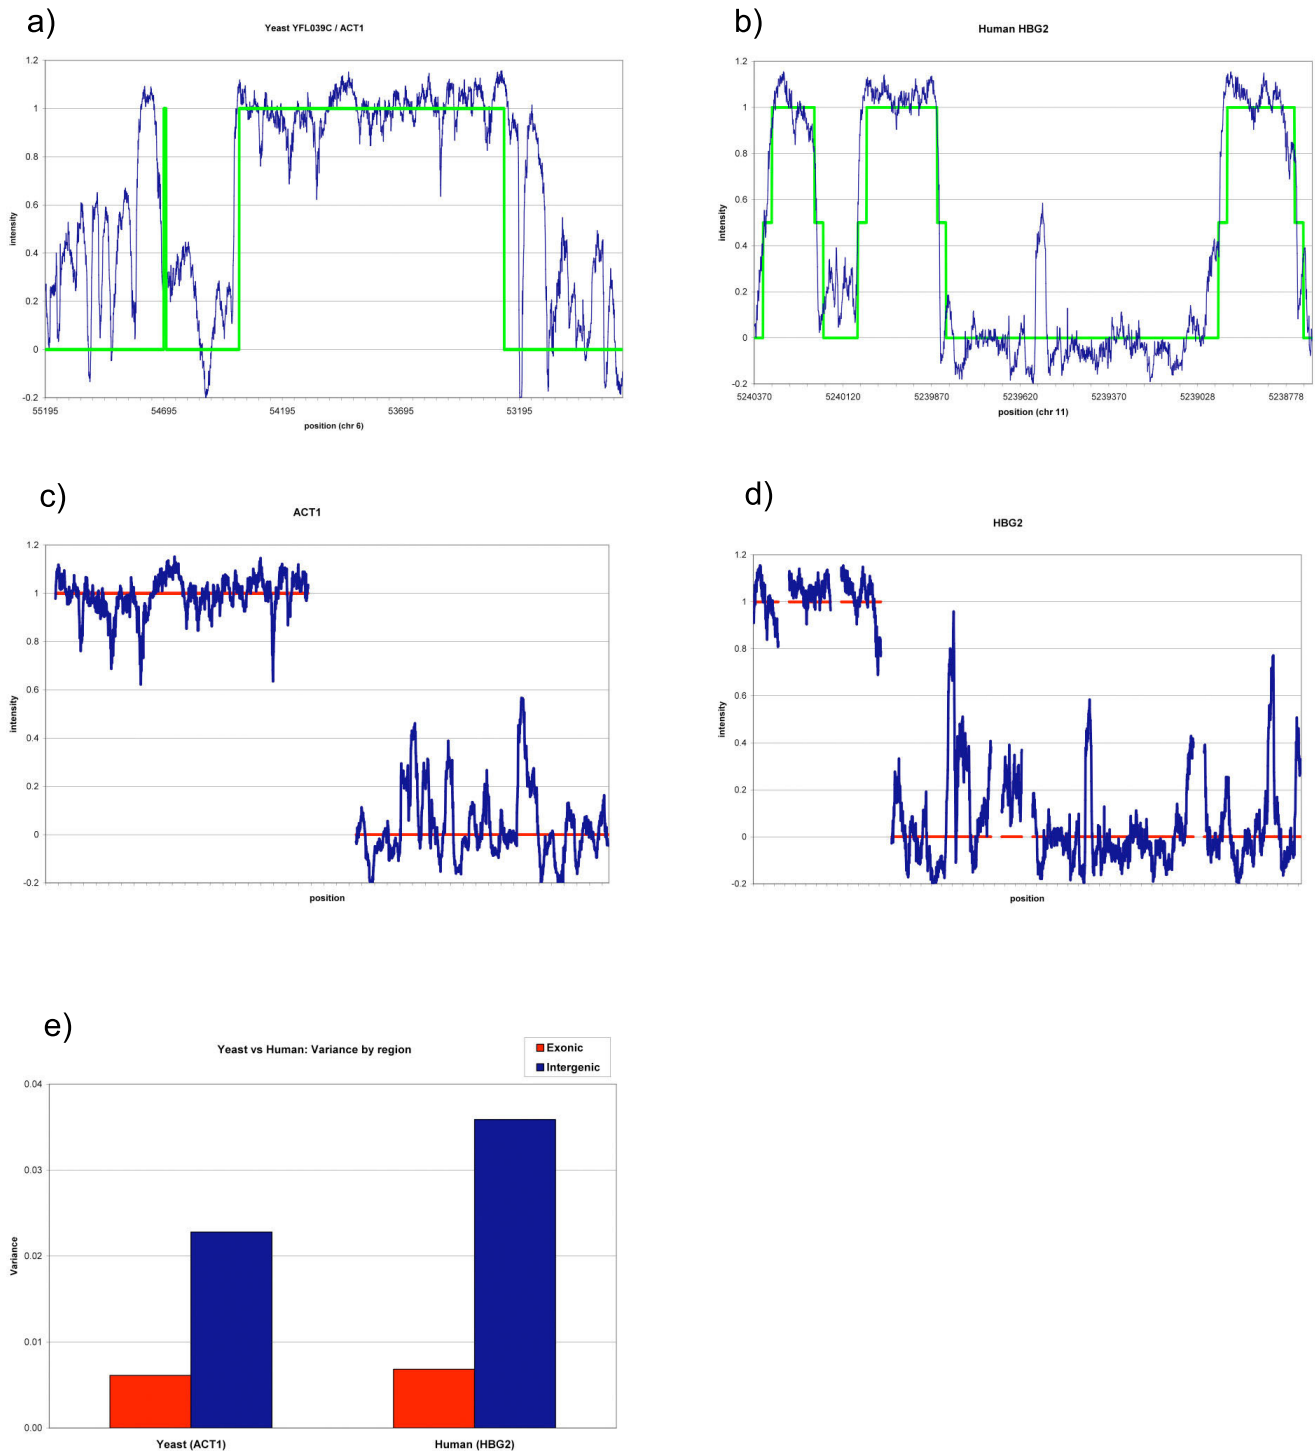 a)
Yeast YFL039C / ACT1
1.2
1
0.8
0.6
0.4
0.2
0
-0.2
intensity
55195 54695 54195 53695 53195
position (chr 6)
b)
Human HBG2
1.2
1
0.8
0.6
0.4
0.2
0
-0.2
intensity
5240370 5240120 5239870 5239620 5239370 5239028 5238778
position (chr 11)
c)
ACT1
1.2
1
0.8
0.6
0.4
0.2
0
-0.2
intensity
position
d)
HBG2
1.2
1
0.8
0.6
0.4
0.2
0
-0.2
intensity
position
e)
Yeast vs Human: Variance by region
Exonic
Intergenic
0.04
0.03
0.02
0.01
0.00
Variance
Yeast (ACT1) Human (HBG2)